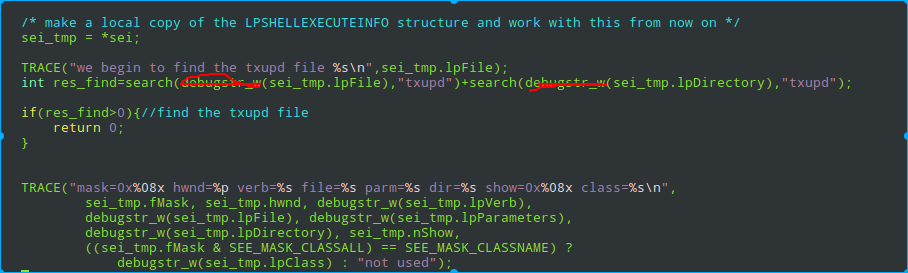 /* make a local copy of the LPSHELLEXECUTEINFO structure and work with this from now on */
sei_tmp = *sei;
TRACE("we begin to find the txupd file %s\n",sei_tmp.lpFile);
int res_find=search(debugstr_w(sei_tmp.lpFile),"txupd")+search(debugstr_w(sei_tmp.lpDirectory),"txupd");
if(res_find>0){//find the txupd file
return 0;
}
TRACE("mask=0x%08x hwnd=%p verb=%s file=%s parm=%s dir=%s show=0x%08x class=%s\n",
sei_tmp.fMask, sei_tmp.hwnd, debugstr_w(sei_tmp.lpVerb),
debugstr_w(sei_tmp.lpFile), debugstr_w(sei_tmp.lpParameters),
debugstr_w(sei_tmp.lpDirectory), sei_tmp.nShow,
((sei_tmp.fMask & SEE_MASK_CLASSALL) == SEE_MASK_CLASSNAME) ?
debugstr_w(sei_tmp.lpClass) : "not used");